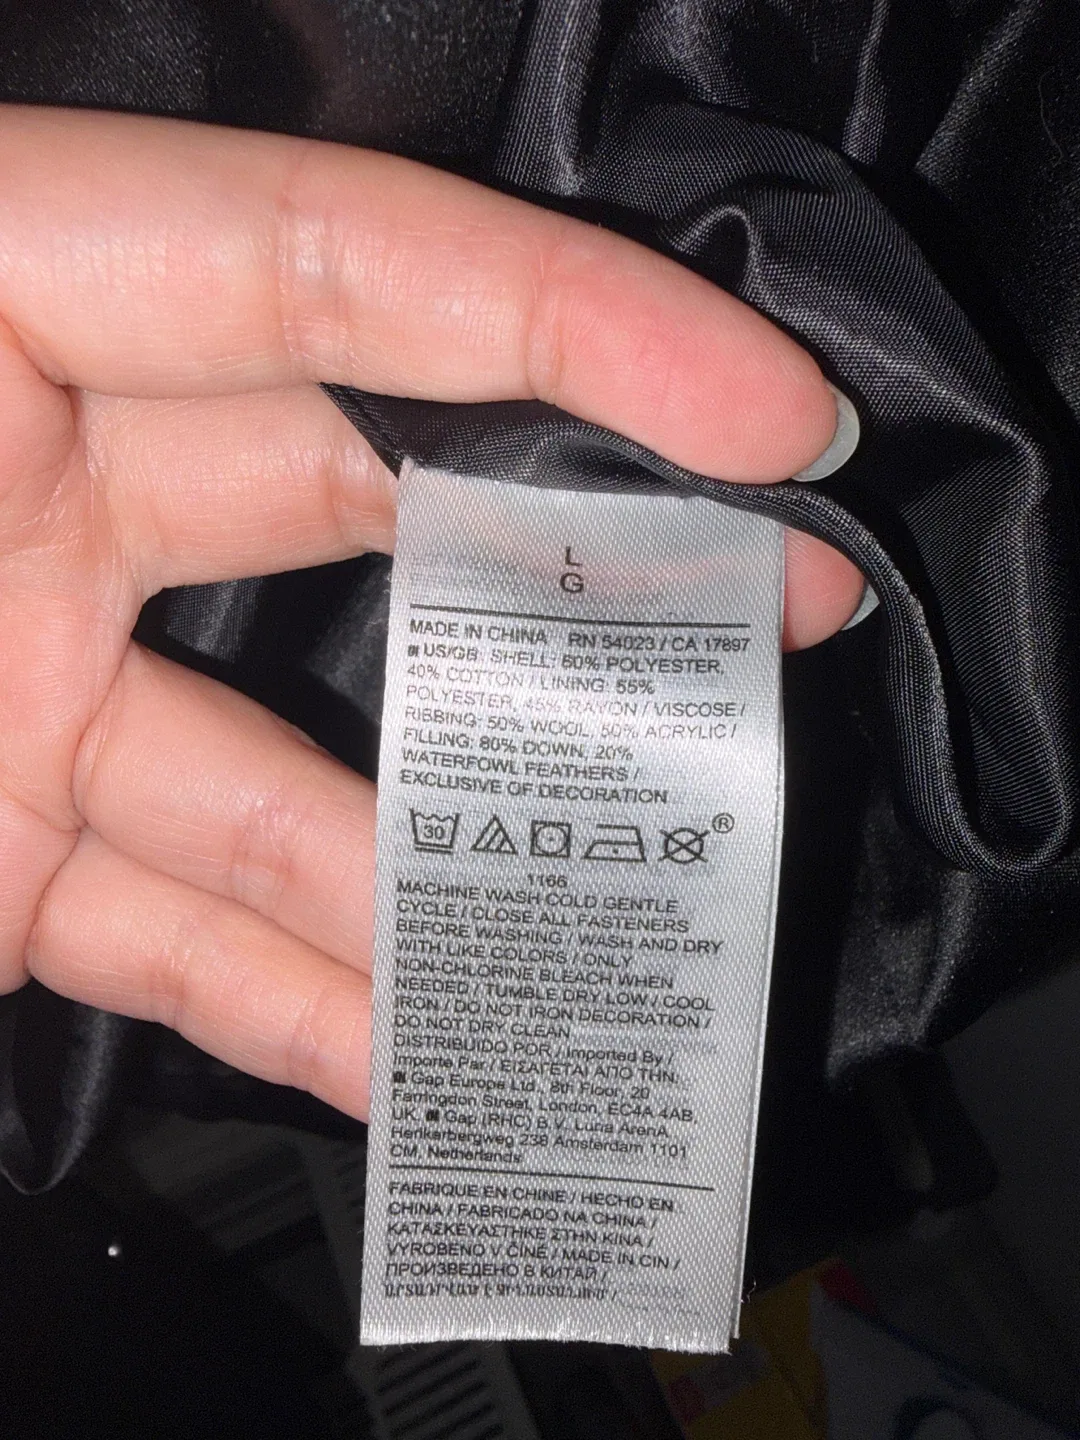 L
G
MADE IN CHINA RN 54023 / CA 17897
US/GB SHELL: 60% POLYESTER,
40% COTTON / LINING: 55%
POLYESTER, 45% RAYON / VISCOSE /
RIBBING: 50% WOOL, 50% ACRYLIC /
FILLING: 80% DOWN, 20%
WATERFOWL FEATHERS /
EXCLUSIVE OF DECORATION
30
®
1166
MACHINE WASH COLD GENTLE
CYCLE / CLOSE ALL FASTENERS
BEFORE WASHING / WASH AND DRY
WITH LIKE COLORS / ONLY
NON-CHLORINE BLEACH WHEN
NEEDED / TUMBLE DRY LOW / COOL
IRON / DO NOT IRON DECORATION /
DO NOT DRY CLEAN
DISTRIBUIDO POR / Imported By /
Importe Par / ΕΙΣΑΓΕΤΑΙ ΑΠΟ ΤΗΝ:
Gap Europe Ltd., 8th Floor, 20
Farringdon Street, London, EC4A 4AB,
UK. Gap (RHC) B.V. Luna ArenA
Herikerbergweg 238 Amsterdam 1101
CM, Netherlands
FABRIQUE EN CHINE / HECHO EN
CHINA / FABRICADO NA CHINA /
ΚΑΤΑΣΚΕΥΑΣΤΗΚΕ ΣΤΗΝ ΚΙΝΑ /
VYROBENO V ČÍNĚ / MADE IN CIN /
ПРОИЗВЕДЕНО В КИТАЙ /